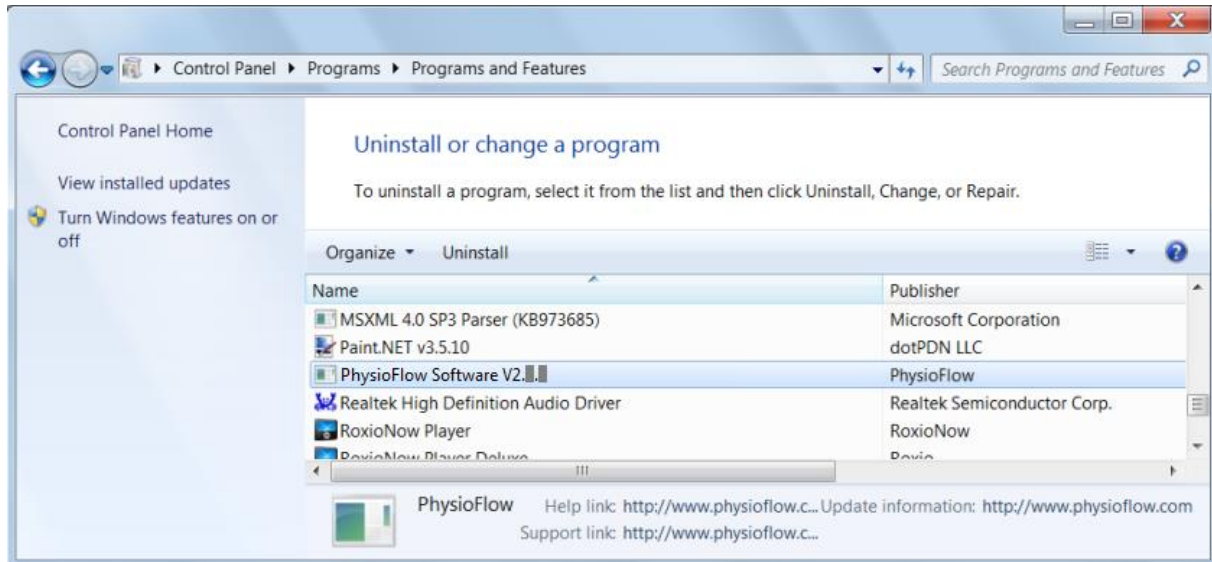 Control Panel ▸ Programs ▸ Programs and Features
Search Programs and Features
Control Panel Home
View installed updates
Turn Windows features on or
off
Uninstall or change a program
To uninstall a program, select it from the list and then click Uninstall, Change, or Repair.
Organize Uninstall
Name Publisher
MSXML 4.0 SP3 Parser (KB973685) Microsoft Corporation
Paint.NET v3.5.10 dotPDN LLC
PhysioFlow Software V2. . PhysioFlow
Realtek High Definition Audio Driver Realtek Semiconductor Corp.
RoxioNow Player RoxioNow
RoxioNow Player Deluxe Roxio
PhysioFlow Help link: http://www.physioflow.c... Update information: http://www.physioflow.com
Support link: http://www.physioflow.c...